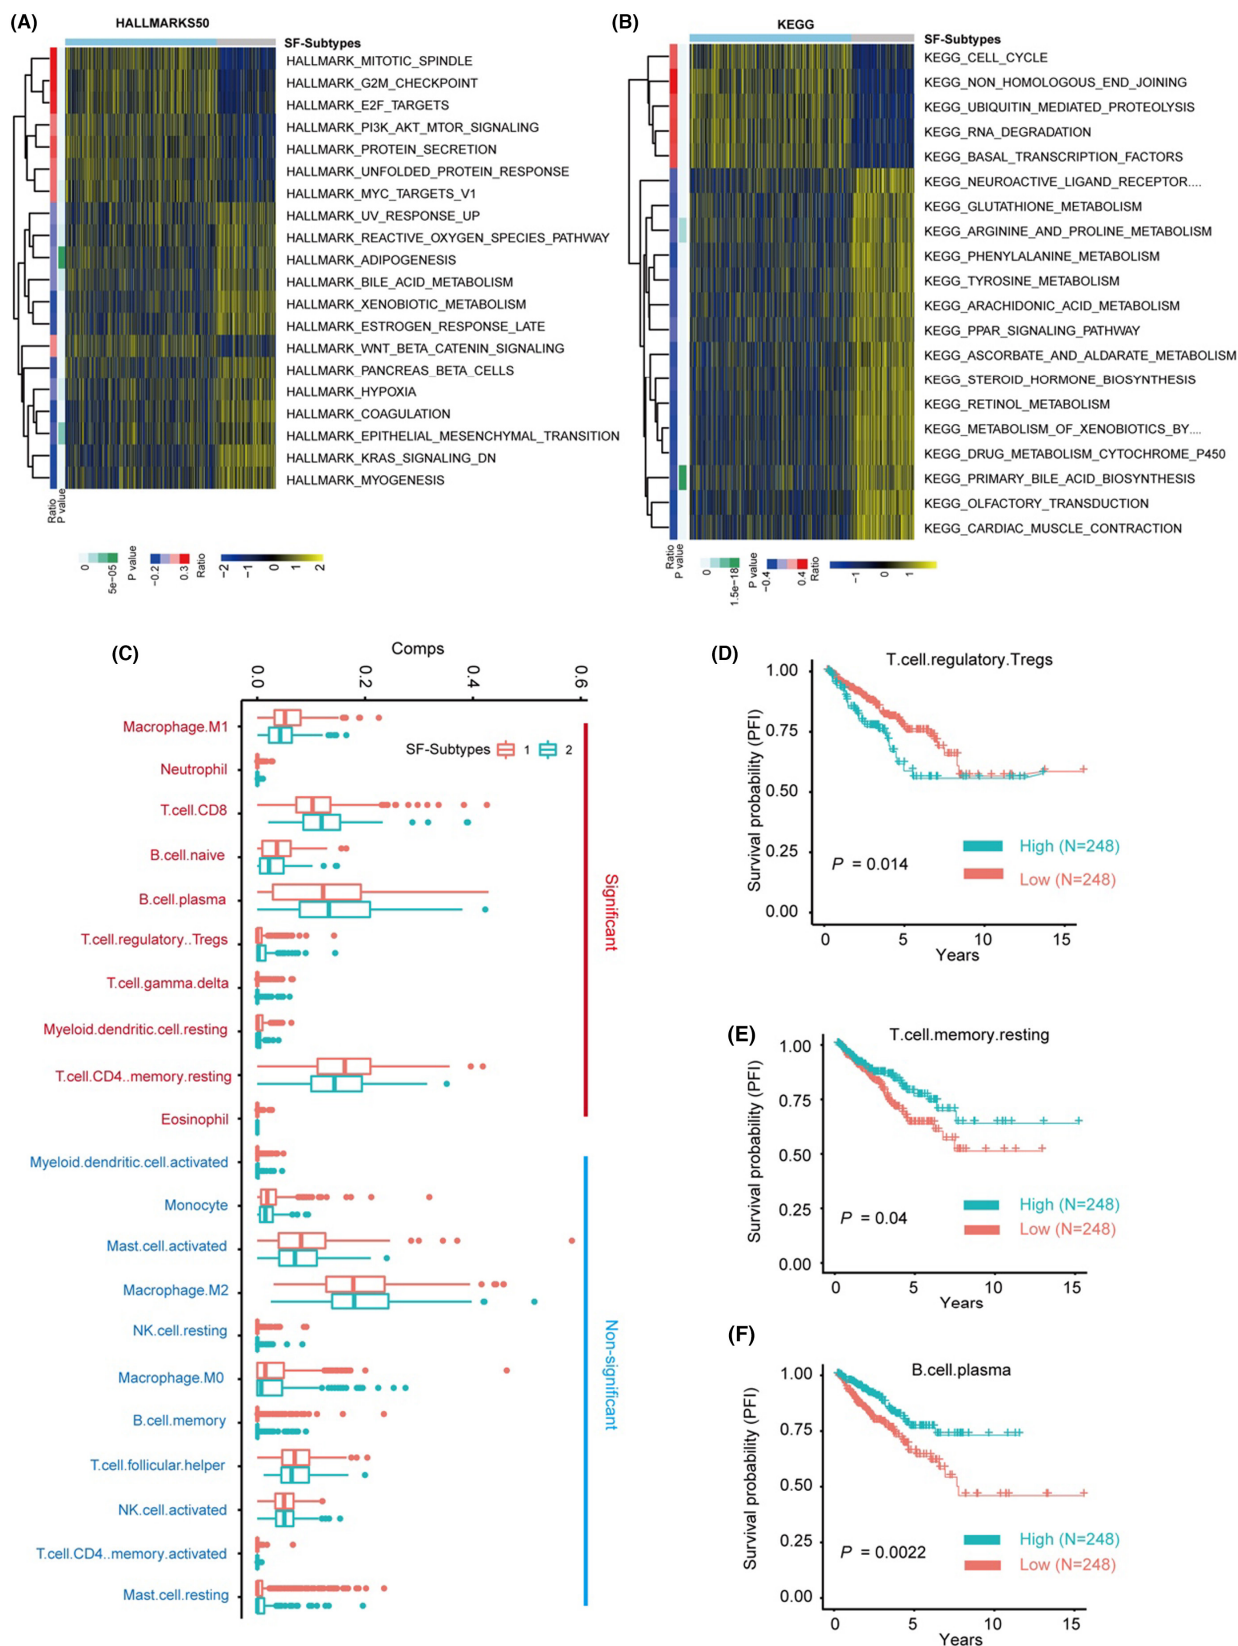 (A)
HALLMARKS50
SF-Subtypes
HALLMARK_MITOTIC_SPINDLE
HALLMARK_G2M_CHECKPOINT
HALLMARK_E2F_TARGETS
HALLMARK_PI3K_AKT_MTOR_SIGNALING
HALLMARK_PROTEIN_SECRETION
HALLMARK_UNFOLDED_PROTEIN_RESPONSE
HALLMARK_MYC_TARGETS_V1
HALLMARK_UV_RESPONSE_UP
HALLMARK_REACTIVE_OXYGEN_SPECIES_PATHWAY
HALLMARK_ADIPOGENESIS
HALLMARK_BILE_ACID_METABOLISM
HALLMARK_XENOBIOTIC_METABOLISM
HALLMARK_ESTROGEN_RESPONSE_LATE
HALLMARK_WNT_BETA_CATENIN_SIGNALING
HALLMARK_PANCREAS_BETA_CELLS
HALLMARK_HYPOXIA
HALLMARK_COAGULATION
HALLMARK_EPITHELIAL_MESENCHYMAL_TRANSITION
HALLMARK_KRAS_SIGNALING_DN
HALLMARK_MYOGENESIS
Ratio
P value
0
5e-05
P value
-0.2
0.3
Ratio
-2 -1 0 1 2
(B)
KEGG
SF-Subtypes
KEGG_CELL_CYCLE
KEGG_NON_HOMOLOGOUS_END_JOINING
KEGG_UBIQUITIN_MEDIATED_PROTEOLYSIS
KEGG_RNA_DEGRADATION
KEGG_BASAL_TRANSCRIPTION_FACTORS
KEGG_NEUROACTIVE_LIGAND_RECEPTOR....
KEGG_GLUTATHIONE_METABOLISM
KEGG_ARGININE_AND_PROLINE_METABOLISM
KEGG_PHENYLALANINE_METABOLISM
KEGG_TYROSINE_METABOLISM
KEGG_ARACHIDONIC_ACID_METABOLISM
KEGG_PPAR_SIGNALING_PATHWAY
KEGG_ASCORBATE_AND_ALDARATE_METABOLISM
KEGG_STEROID_HORMONE_BIOSYNTHESIS
KEGG_RETINOL_METABOLISM
KEGG_METABOLISM_OF_XENOBIOTICS_BY....
KEGG_DRUG_METABOLISM_CYTOCHROME_P450
KEGG_PRIMARY_BILE_ACID_BIOSYNTHESIS
KEGG_OLFACTORY_TRANSDUCTION
KEGG_CARDIAC_MUSCLE_CONTRACTION
Ratio
P value
0
1.5e-18
P value
-0.4
0.4
Ratio
-1 0 1
(C)
Comps
0.0 0.2 0.4 0.6
SF-Subtypes 1 2
Macrophage.M1
Neutrophil
T.cell.CD8
B.cell.naive
B.cell.plasma
T.cell.regulatory..Tregs
T.cell.gamma.delta
Myeloid.dendritic.cell.resting
T.cell.CD4..memory.resting
Eosinophil
Myeloid.dendritic.cell.activated
Monocyte
Mast.cell.activated
Macrophage.M2
NK.cell.resting
Macrophage.M0
B.cell.memory
T.cell.follicular.helper
NK.cell.activated
T.cell.CD4..memory.activated
Mast.cell.resting
Significant
Non-significant
(D)
T.cell.regulatory.Tregs
Survival probability (PFI)
1.00
0.75
0.50
0.25
0.00
P = 0.014
High (N=248)
Low (N=248)
0 5 10 15
Years
(E)
T.cell.memory.resting
Survival probability (PFI)
1.00
0.75
0.50
0.25
0.00
P = 0.04
High (N=248)
Low (N=248)
0 5 10 15
Years
(F)
B.cell.plasma
Survival probability (PFI)
1.00
0.75
0.50
0.25
0.00
P = 0.0022
High (N=248)
Low (N=248)
0 5 10 15
Years